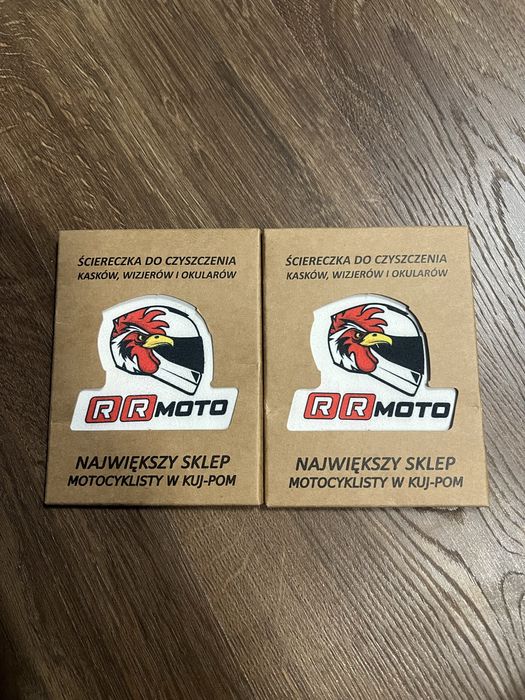 ŚCIERECZKA DO CZYSZCZENIA
KASKÓW, WIZJERÓW I OKULARÓW
RRMOTO
NAJWIĘKSZY SKLEP
MOTOCYKLISTY W KUJ-POM
ŚCIERECZKA DO CZYSZCZENIA
KASKÓW, WIZJERÓW I OKULARÓW
RRMOTO
NAJWIĘKSZY SKLEP
MOTOCYKLISTY W KUJ-POM